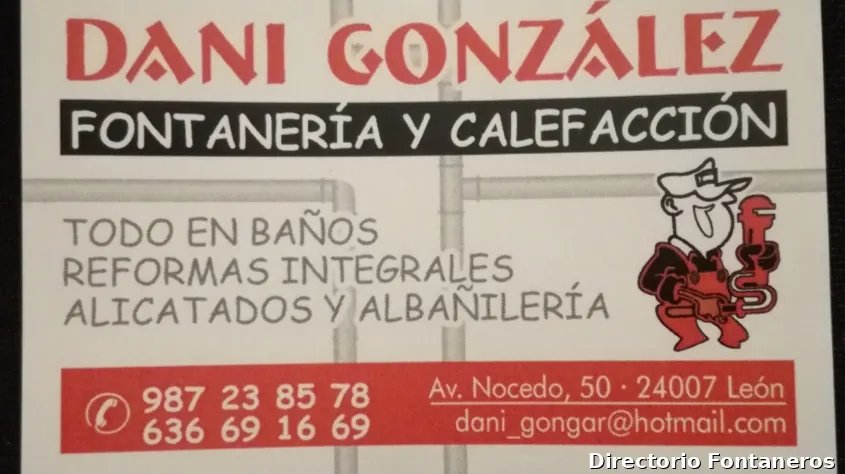 DANI GONZÁLEZ
FONTANERÍA Y CALEFACCIÓN
TODO EN BAÑOS
REFORMAS INTEGRALES
ALICATADOS Y ALBAÑILERÍA
987 23 85 78
636 69 16 69
Av. Nocedo, 50 · 24007 León
dani_gongar@hotmail.com
Directorio Fontaneros